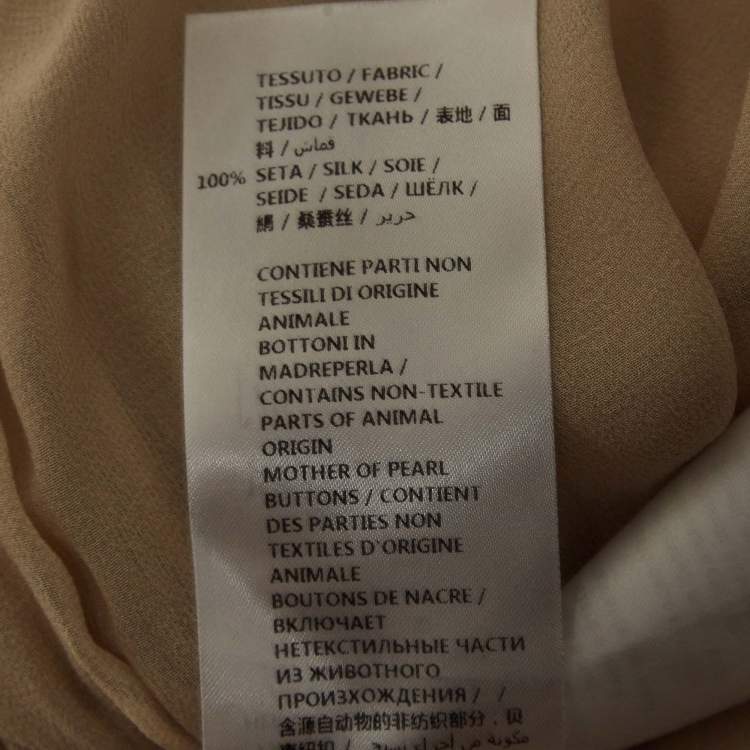 TESSUTO / FABRIC /
TISSU / GEWEBE /
TEJIDO / ТКАНЬ / 表地 / 面
料 / قماش
100% SETA / SILK / SOIE /
SEIDE / SEDA / ШЁЛК /
絹 / 桑蚕丝 / حرير
CONTIENE PARTI NON
TESSILI DI ORIGINE
ANIMALE
BOTTONI IN
MADREPERLA /
CONTAINS NON-TEXTILE
PARTS OF ANIMAL
ORIGIN
MOTHER OF PEARL
BUTTONS / CONTIENT
DES PARTIES NON
TEXTILES D'ORIGINE
ANIMALE
BOUTONS DE NACRE /
ВКЛЮЧАЕТ
НЕТЕКСТИЛЬНЫЕ ЧАСТИ
ИЗ ЖИВОТНОГО
ПРОИЗХОЖДЕНИЯ / /
含源自动物的非纺织部分 . 贝